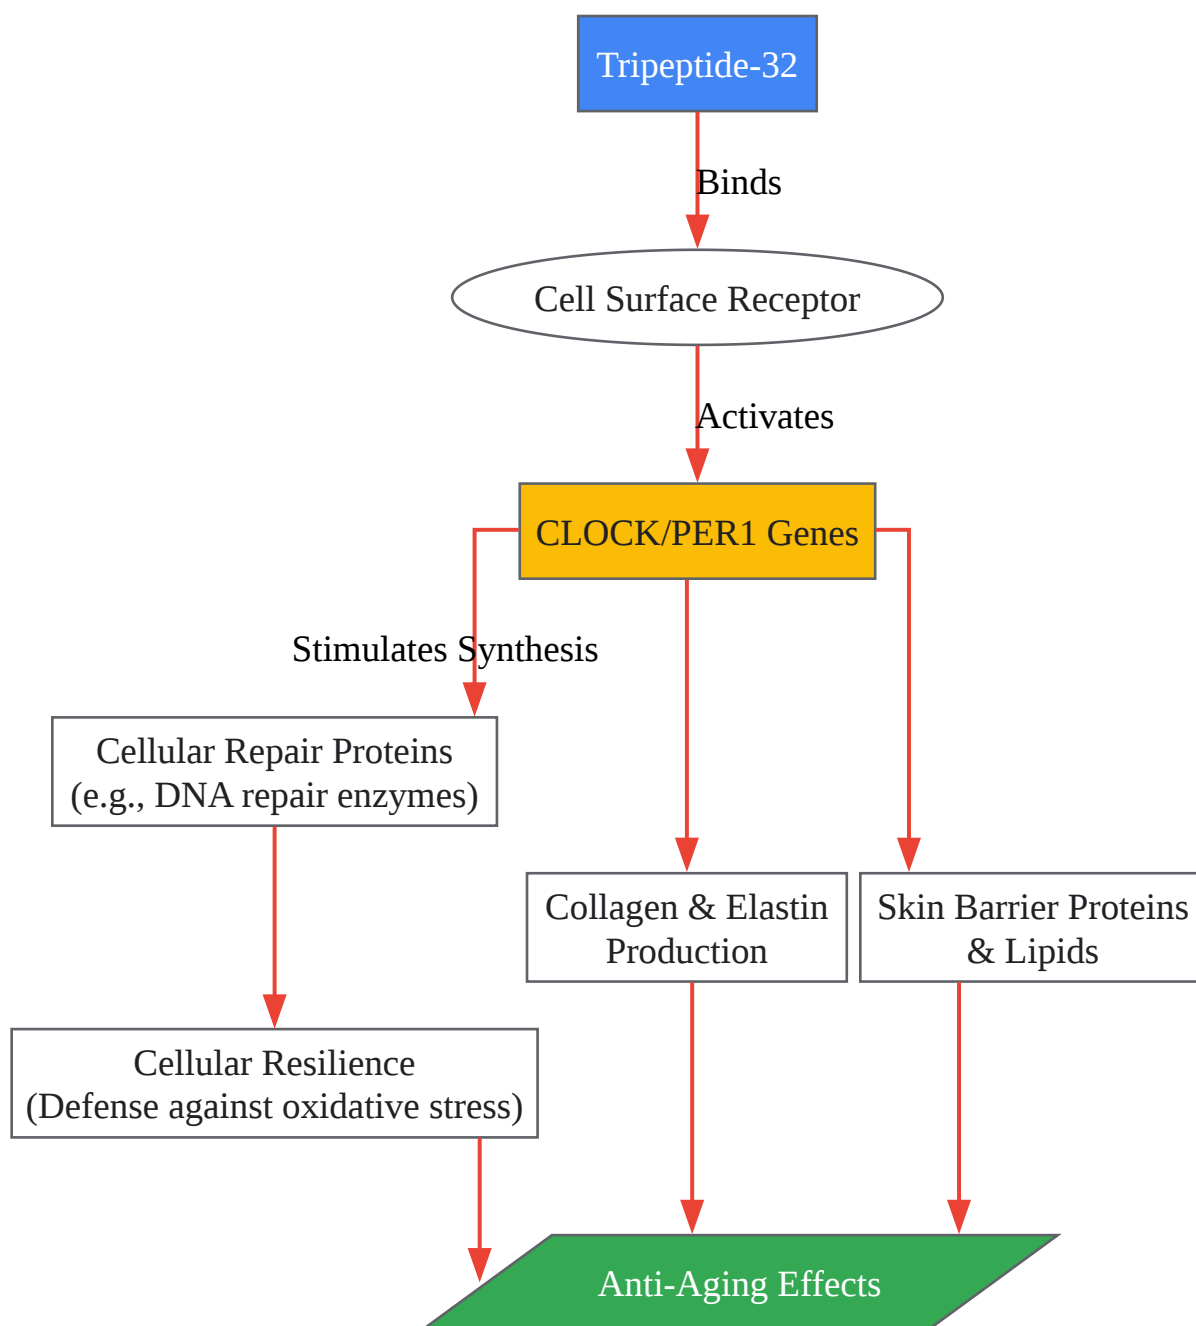 Tripeptide-32
Binds
Cell Surface Receptor
Activates
CLOCK/PER1 Genes
Stimulates Synthesis
Cellular Repair Proteins
(e.g., DNA repair enzymes)
Collagen & Elastin
Production
Skin Barrier Proteins
& Lipids
Cellular Resilience
(Defense against oxidative stress)
Anti-Aging Effects